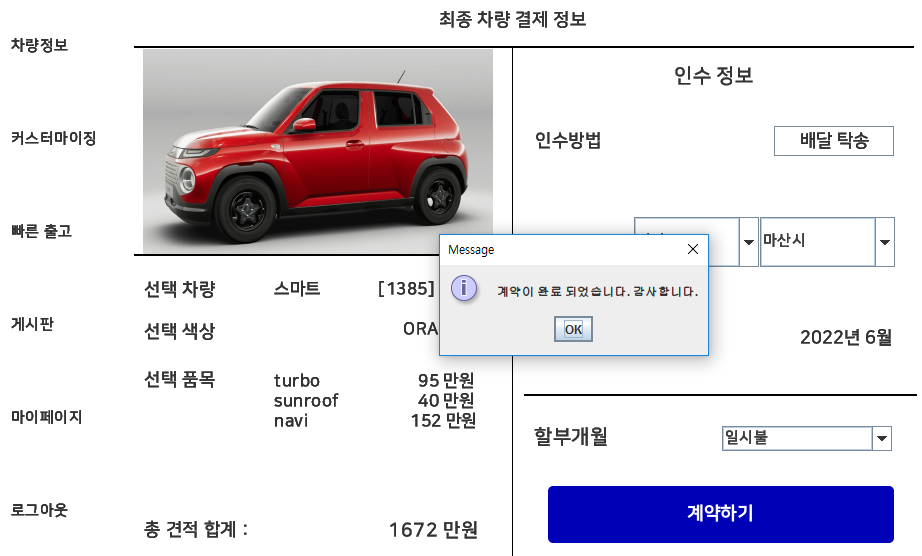 최종 차량 결제 정보
차량정보
커스터마이징
빠른 출고
게시판
마이페이지
로그아웃
선택 차량 스마트 [1385]
선택 색상 ORA
선택 품목 turbo 95 만원
sunroof 40 만원
navi 152 만원
총 견적 합계 : 1672 만원
인수 정보
인수방법 배달 탁송
마산시
Message
계약이 완료 되었습니다. 감사합니다.
OK
2022년 6월
할부개월 일시불
계약하기